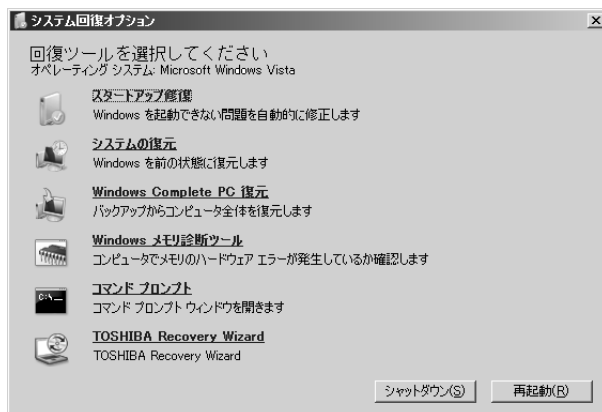 システム回復オプション
回復ツールを選択してください
オペレーティング システム: Microsoft Windows Vista
スタートアップ修復
Windows を起動できない問題を自動的に修正します
システムの復元
Windows を前の状態に復元します
Windows Complete PC 復元
バックアップからコンピュータ全体を復元します
Windows メモリ診断ツール
コンピュータでメモリのハードウェア エラーが発生しているか確認します
C:\_
コマンド プロンプト
コマンド プロンプト ウィンドウを開きます
TOSHIBA Recovery Wizard
TOSHIBA Recovery Wizard
シャットダウン(S) 再起動(R)